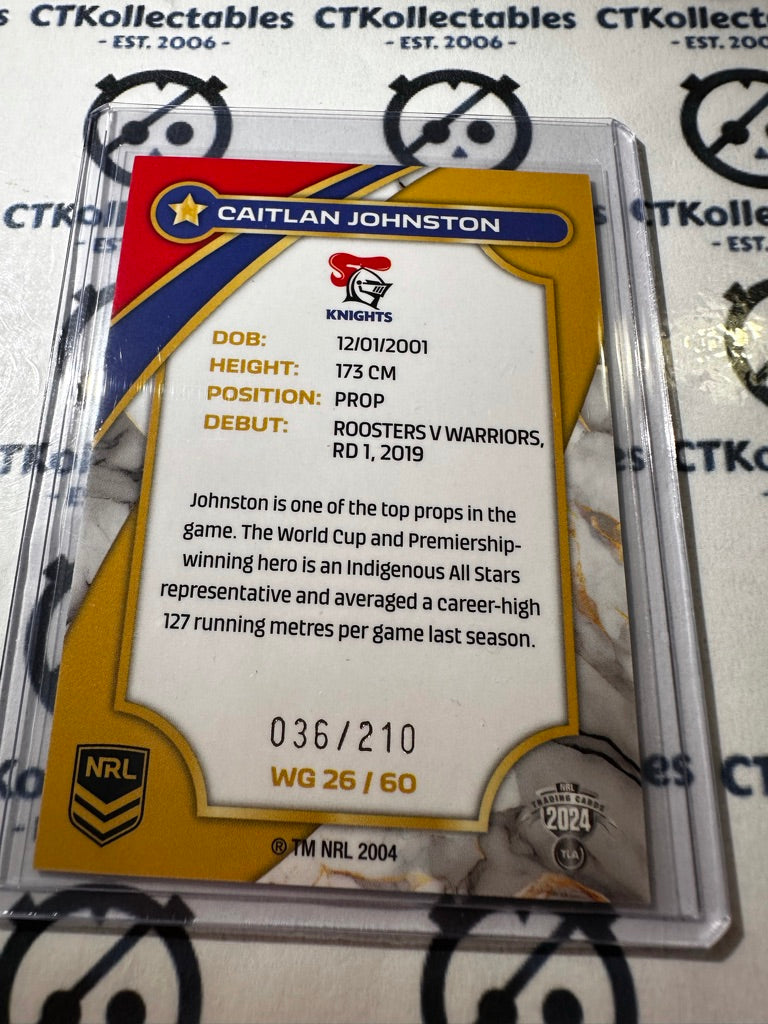 CTKollectables CTKollectables
- EST. 2006 - - EST. 2006 -
CAITLAN JOHNSTON
KNIGHTS
DOB: 12/01/2001
HEIGHT: 173 CM
POSITION: PROP
DEBUT: ROOSTERS V WARRIORS,
RD 1, 2019
Johnston is one of the top props in the
game. The World Cup and Premiership-
winning hero is an Indigenous All Stars
representative and averaged a career-high
127 running metres per game last season.
036/210
WG 26 / 60
NRL
NRL
TRADING CARDS
2024
TLA
® TM NRL 2004